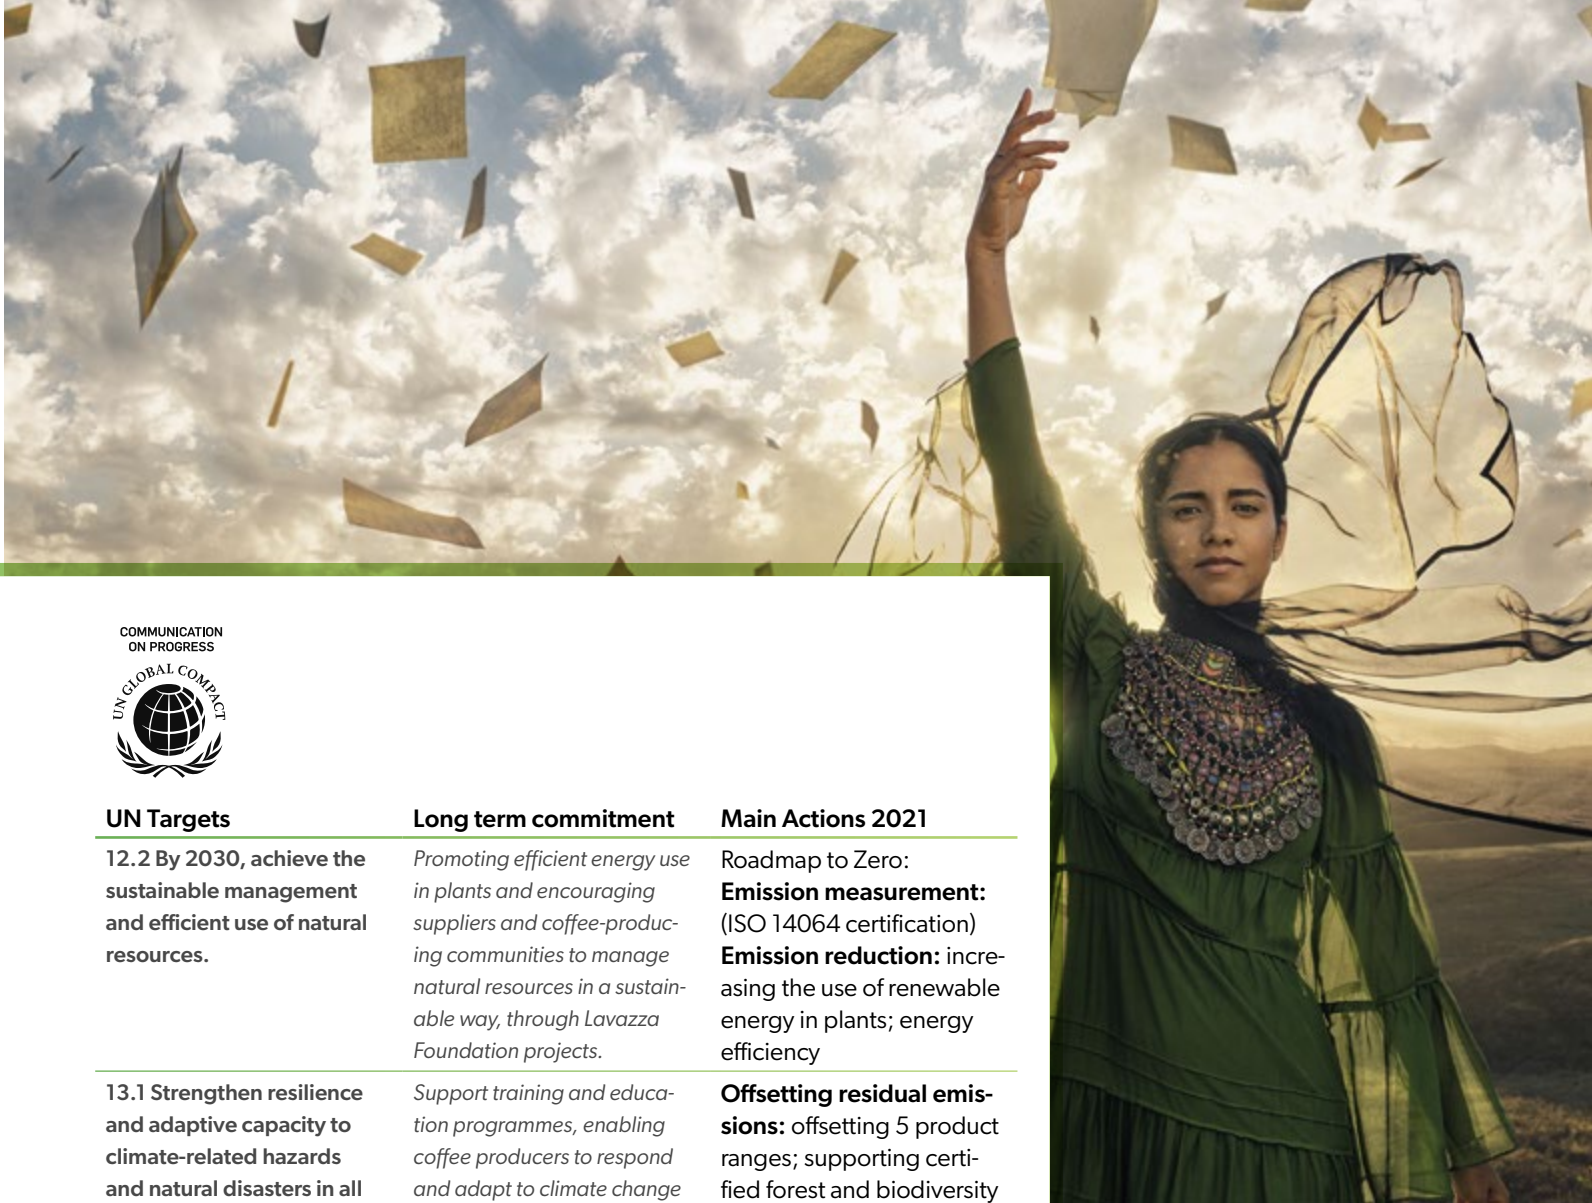 COMMUNICATION
ON PROGRESS
UN GLOBAL COMPACT
UN Targets
Long term commitment
Main Actions 2021
12.2 By 2030, achieve the
sustainable management
and efficient use of natural
resources.
Promoting efficient energy use
in plants and encouraging
suppliers and coffee-produc-
ing communities to manage
natural resources in a sustain-
able way, through Lavazza
Foundation projects.
Roadmap to Zero:
Emission measurement:
(ISO 14064 certification)
Emission reduction: incre-
asing the use of renewable
energy in plants; energy
efficiency
13.1 Strengthen resilience
and adaptive capacity to
climate-related hazards
and natural disasters in all
Support training and educa-
tion programmes, enabling
coffee producers to respond
and adapt to climate change
Offsetting residual emis-
sions: offsetting 5 product
ranges; supporting certi-
fied forest and biodiversity